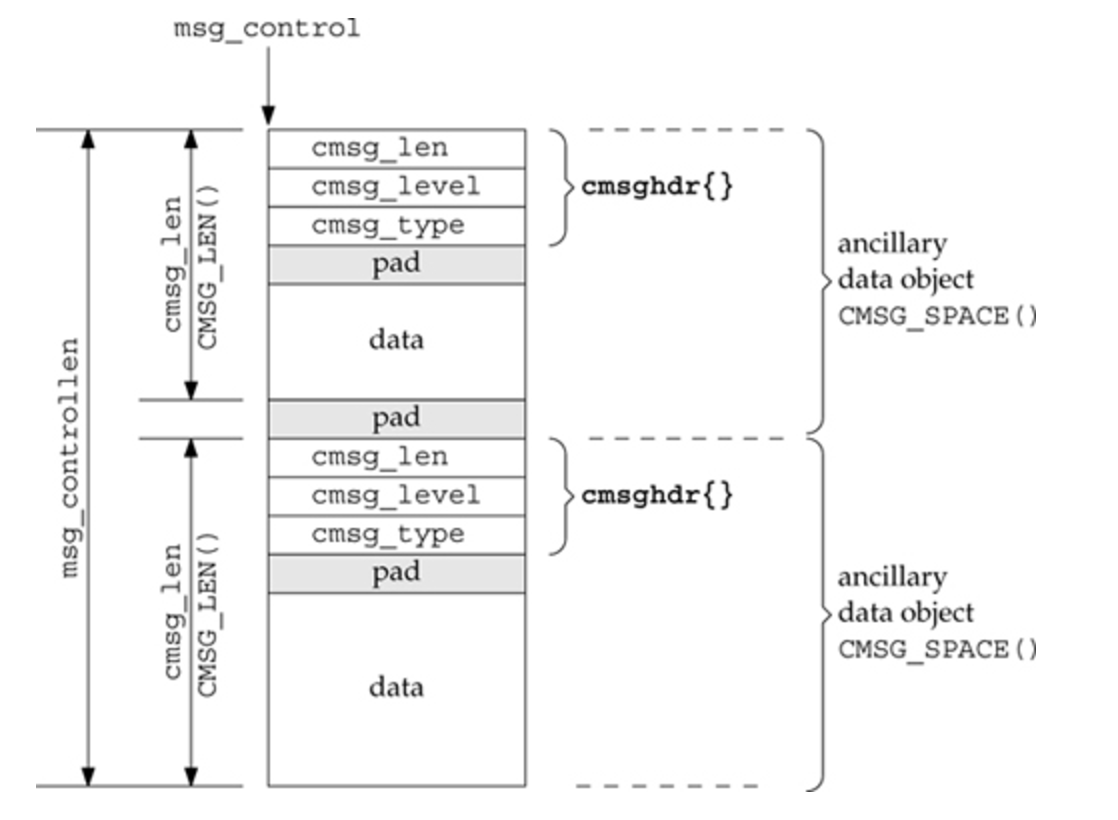 msg_control
cmsg_len
cmsg_level
cmsg_type
pad
data
pad
cmsg_len
cmsg_level
cmsg_type
pad
data
cmsghdr{}
cmsghdr{}
ancillary
data object
CMSG_SPACE()
ancillary
data object
CMSG_SPACE()
msg_controllen
cmsg_len
CMSG_LEN()
cmsg_len
CMSG_LEN()